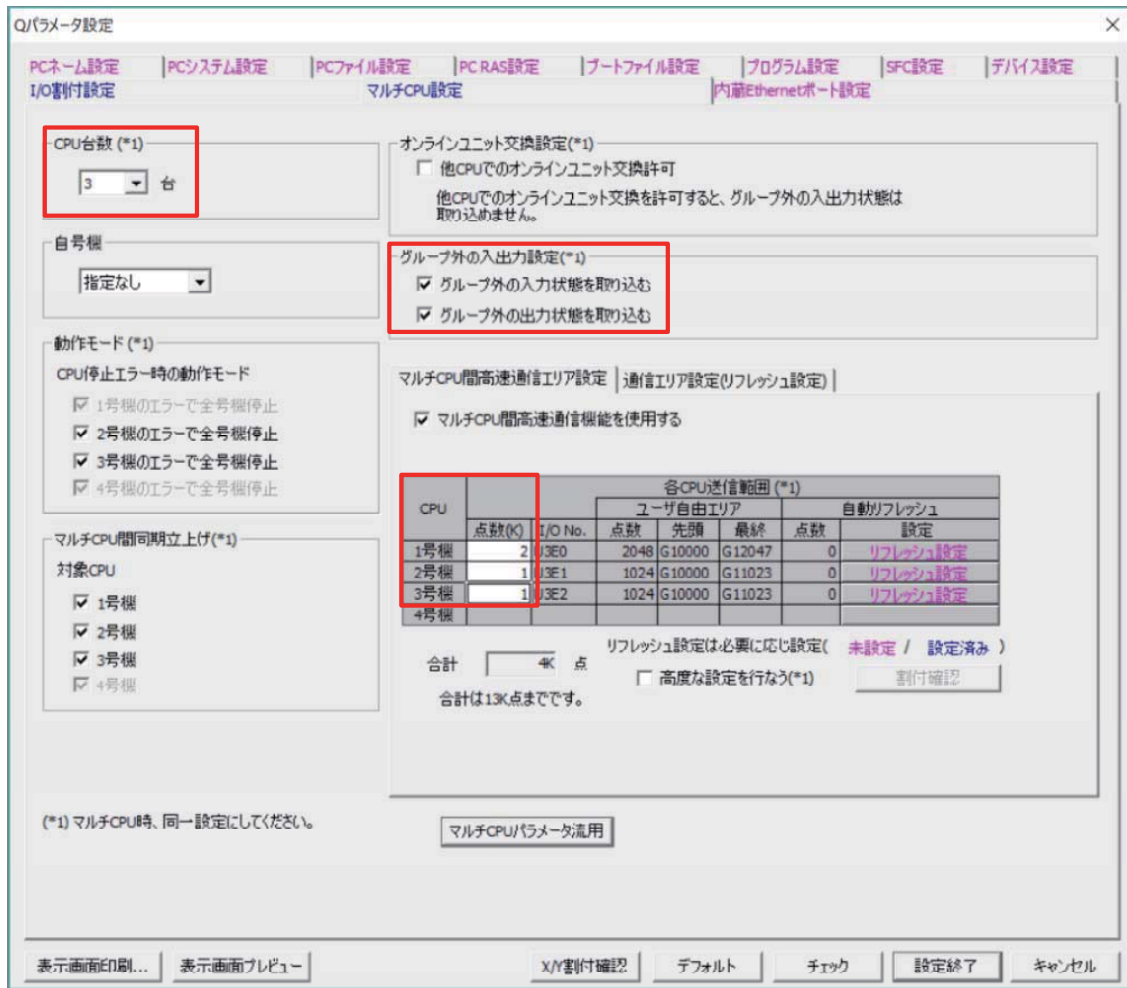 Qパラメータ設定
PCネーム設定 PCシステム設定 PCファイル設定 PC RAS設定 ブートファイル設定 プログラム設定 SFC設定 デバイス設定
I/O割付設定 マルチCPU設定 内蔵Ethernetポート設定
CPU台数 (*1)
3 台
自号機
指定なし
動作モード (*1)
CPU停止エラー時の動作モード
1号機のエラーで全号機停止
2号機のエラーで全号機停止
3号機のエラーで全号機停止
4号機のエラーで全号機停止
マルチCPU間同期立上げ(*1)
対象CPU
1号機
2号機
3号機
4号機
オンラインユニット交換設定(*1)
他CPUでのオンラインユニット交換許可
他CPUでのオンラインユニット交換を許可すると、グループ外の入出力状態は
取り込めません。
グループ外の入出力設定(*1)
グループ外の入力状態を取り込む
グループ外の出力状態を取り込む
マルチCPU間高速通信エリア設定 通信エリア設定(リフレッシュ設定)
マルチCPU間高速通信機能を使用する
各CPU送信範囲 (*1)
CPU ユーザ自由エリア 自動リフレッシュ
点数(K) I/O No. 点数 先頭 最終 点数 設定
1号機 2 U3E0 2048 G10000 G12047 0 リフレッシュ設定
2号機 1 U3E1 1024 G10000 G11023 0 リフレッシュ設定
3号機 1 U3E2 1024 G10000 G11023 0 リフレッシュ設定
4号機
リフレッシュ設定は必要に応じ設定( 未設定 / 設定済み )
合計 4K 点
高度な設定を行なう(*1) 割付確認
合計は13K点までです。
(*1) マルチCPU時、同一設定にしてください。
マルチCPUパラメータ流用
表示画面印刷... 表示画面プレビュー X/Y割付確認 デフォルト チェック 設定終了 キャンセル